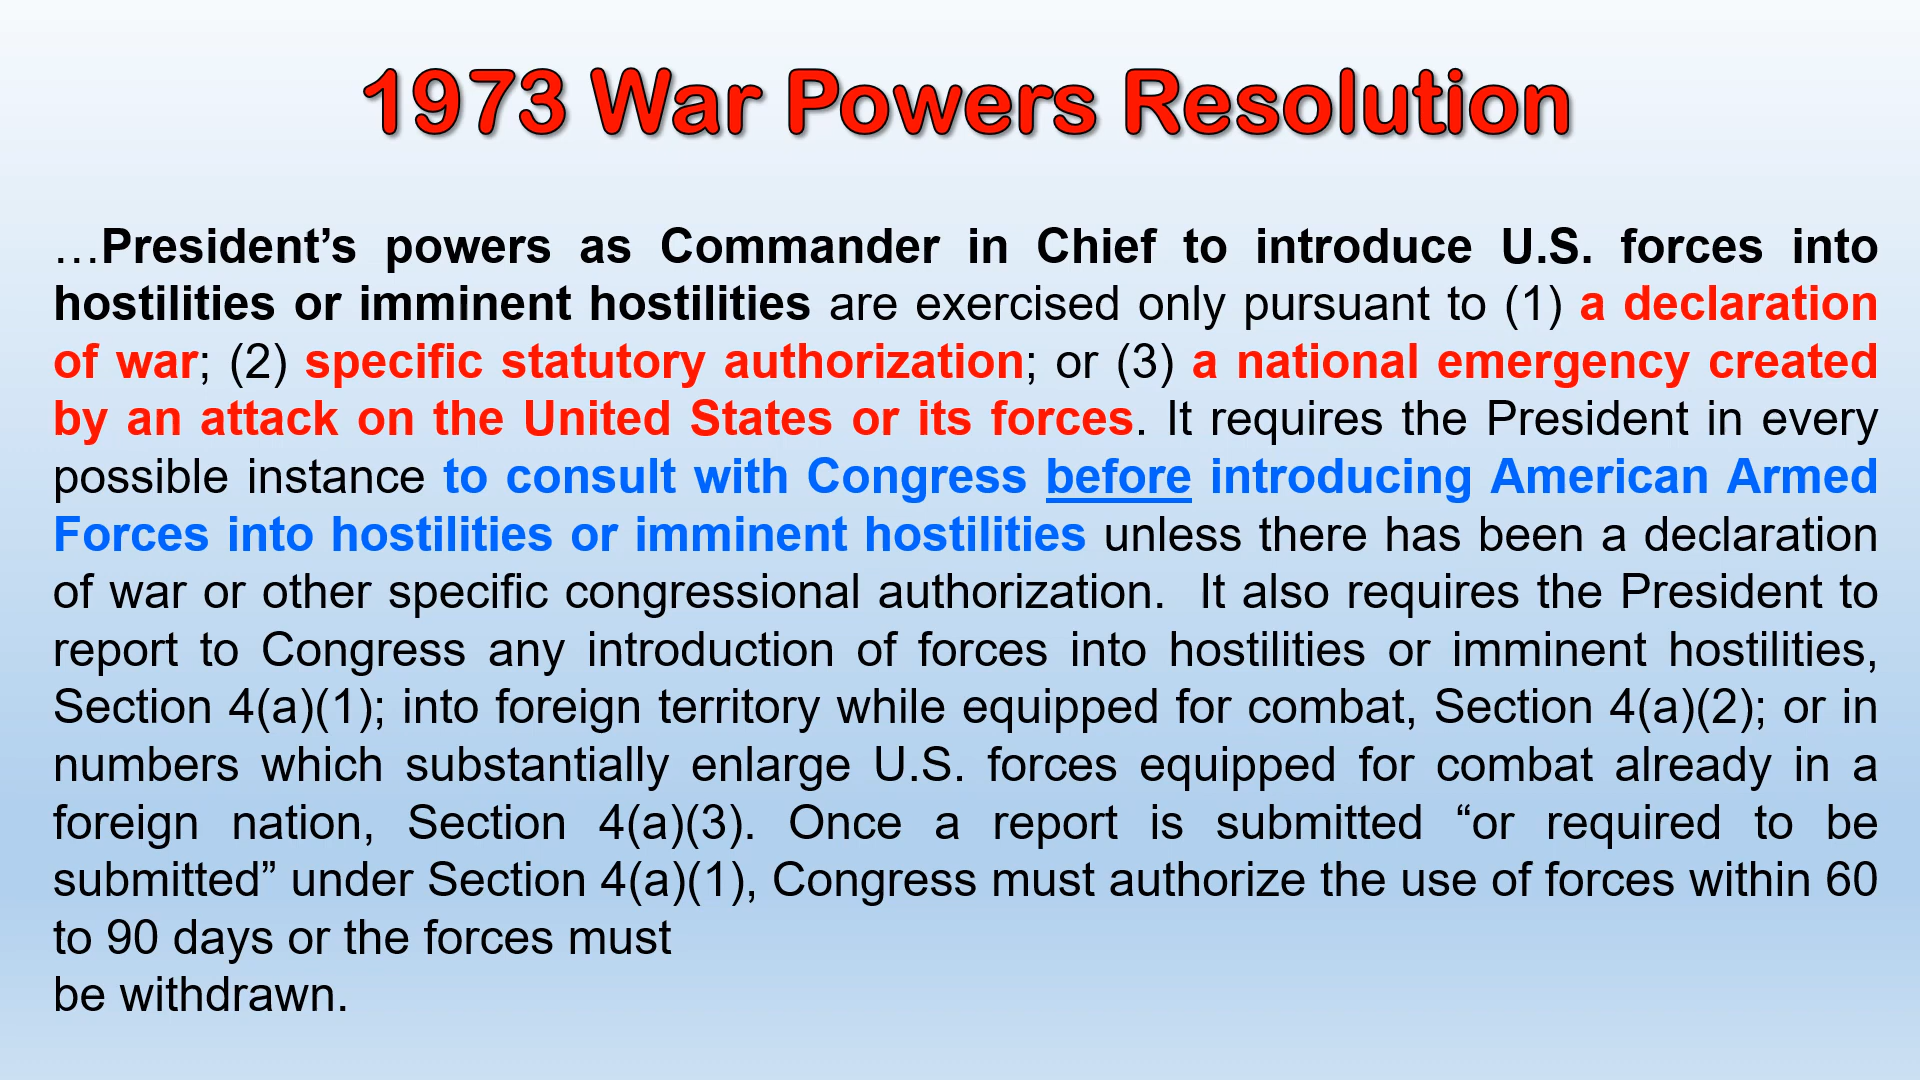 1973 War Powers Resolution
…President’s powers as Commander in Chief to introduce U.S. forces into
hostilities or imminent hostilities are exercised only pursuant to (1) a declaration
of war; (2) specific statutory authorization; or (3) a national emergency created
by an attack on the United States or its forces. It requires the President in every
possible instance to consult with Congress before introducing American Armed
Forces into hostilities or imminent hostilities unless there has been a declaration
of war or other specific congressional authorization.  It also requires the President to
report to Congress any introduction of forces into hostilities or imminent hostilities,
Section 4(a)(1); into foreign territory while equipped for combat, Section 4(a)(2); or in
numbers which substantially enlarge U.S. forces equipped for combat already in a
foreign nation, Section 4(a)(3). Once a report is submitted “or required to be
submitted” under Section 4(a)(1), Congress must authorize the use of forces within 60
to 90 days or the forces must
be withdrawn.